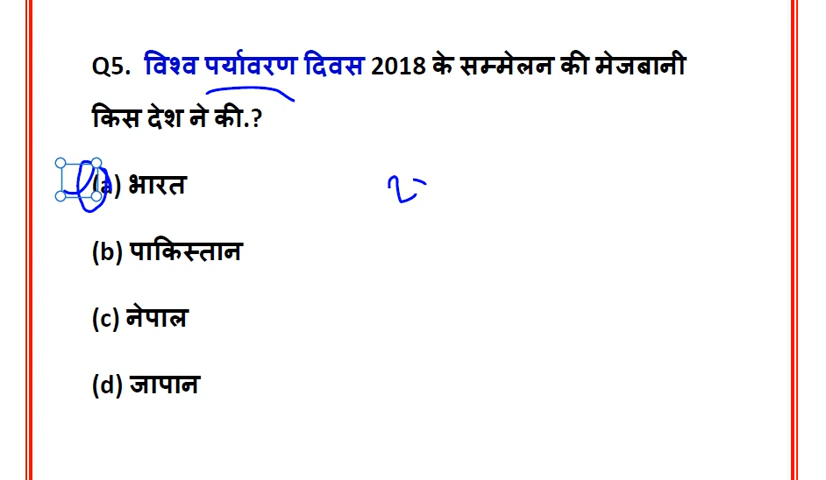 Q5. विश्व पर्यावरण दिवस 2018 के सम्मेलन की मेजबानी
किस देश ने की.?
(a) भारत
(b) पाकिस्तान
(c) नेपाल
(d) जापान